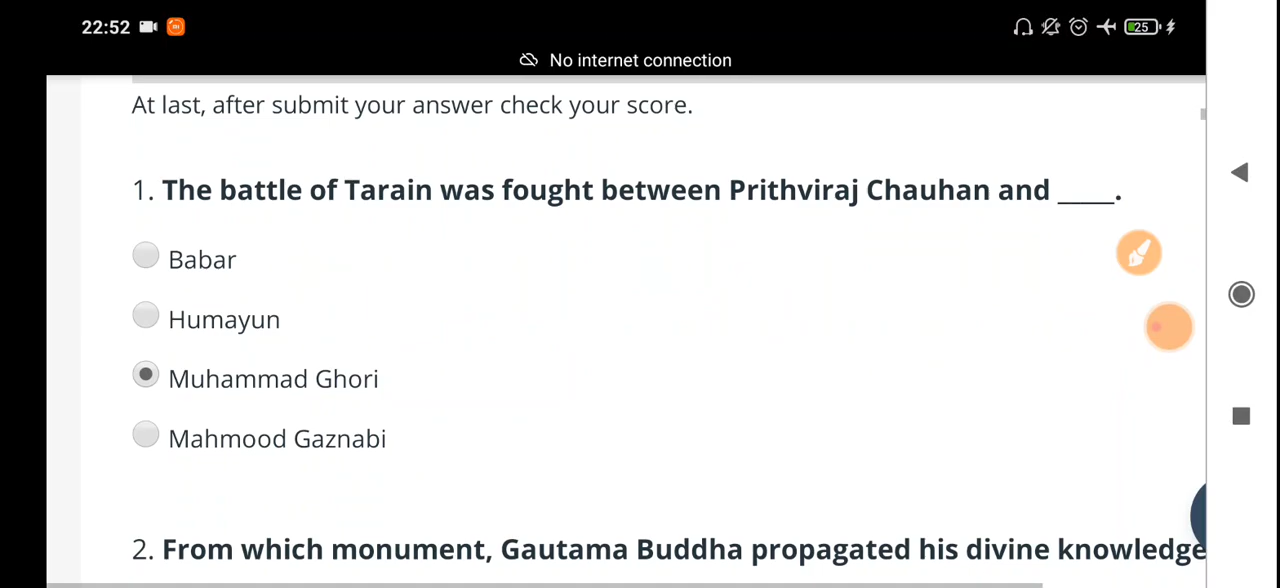 22:52
25
No internet connection
At last, after submit your answer check your score.
1. The battle of Tarain was fought between Prithviraj Chauhan and ____.
Babar
Humayun
Muhammad Ghori
Mahmood Gaznabi
2. From which monument, Gautama Buddha propagated his divine knowledge